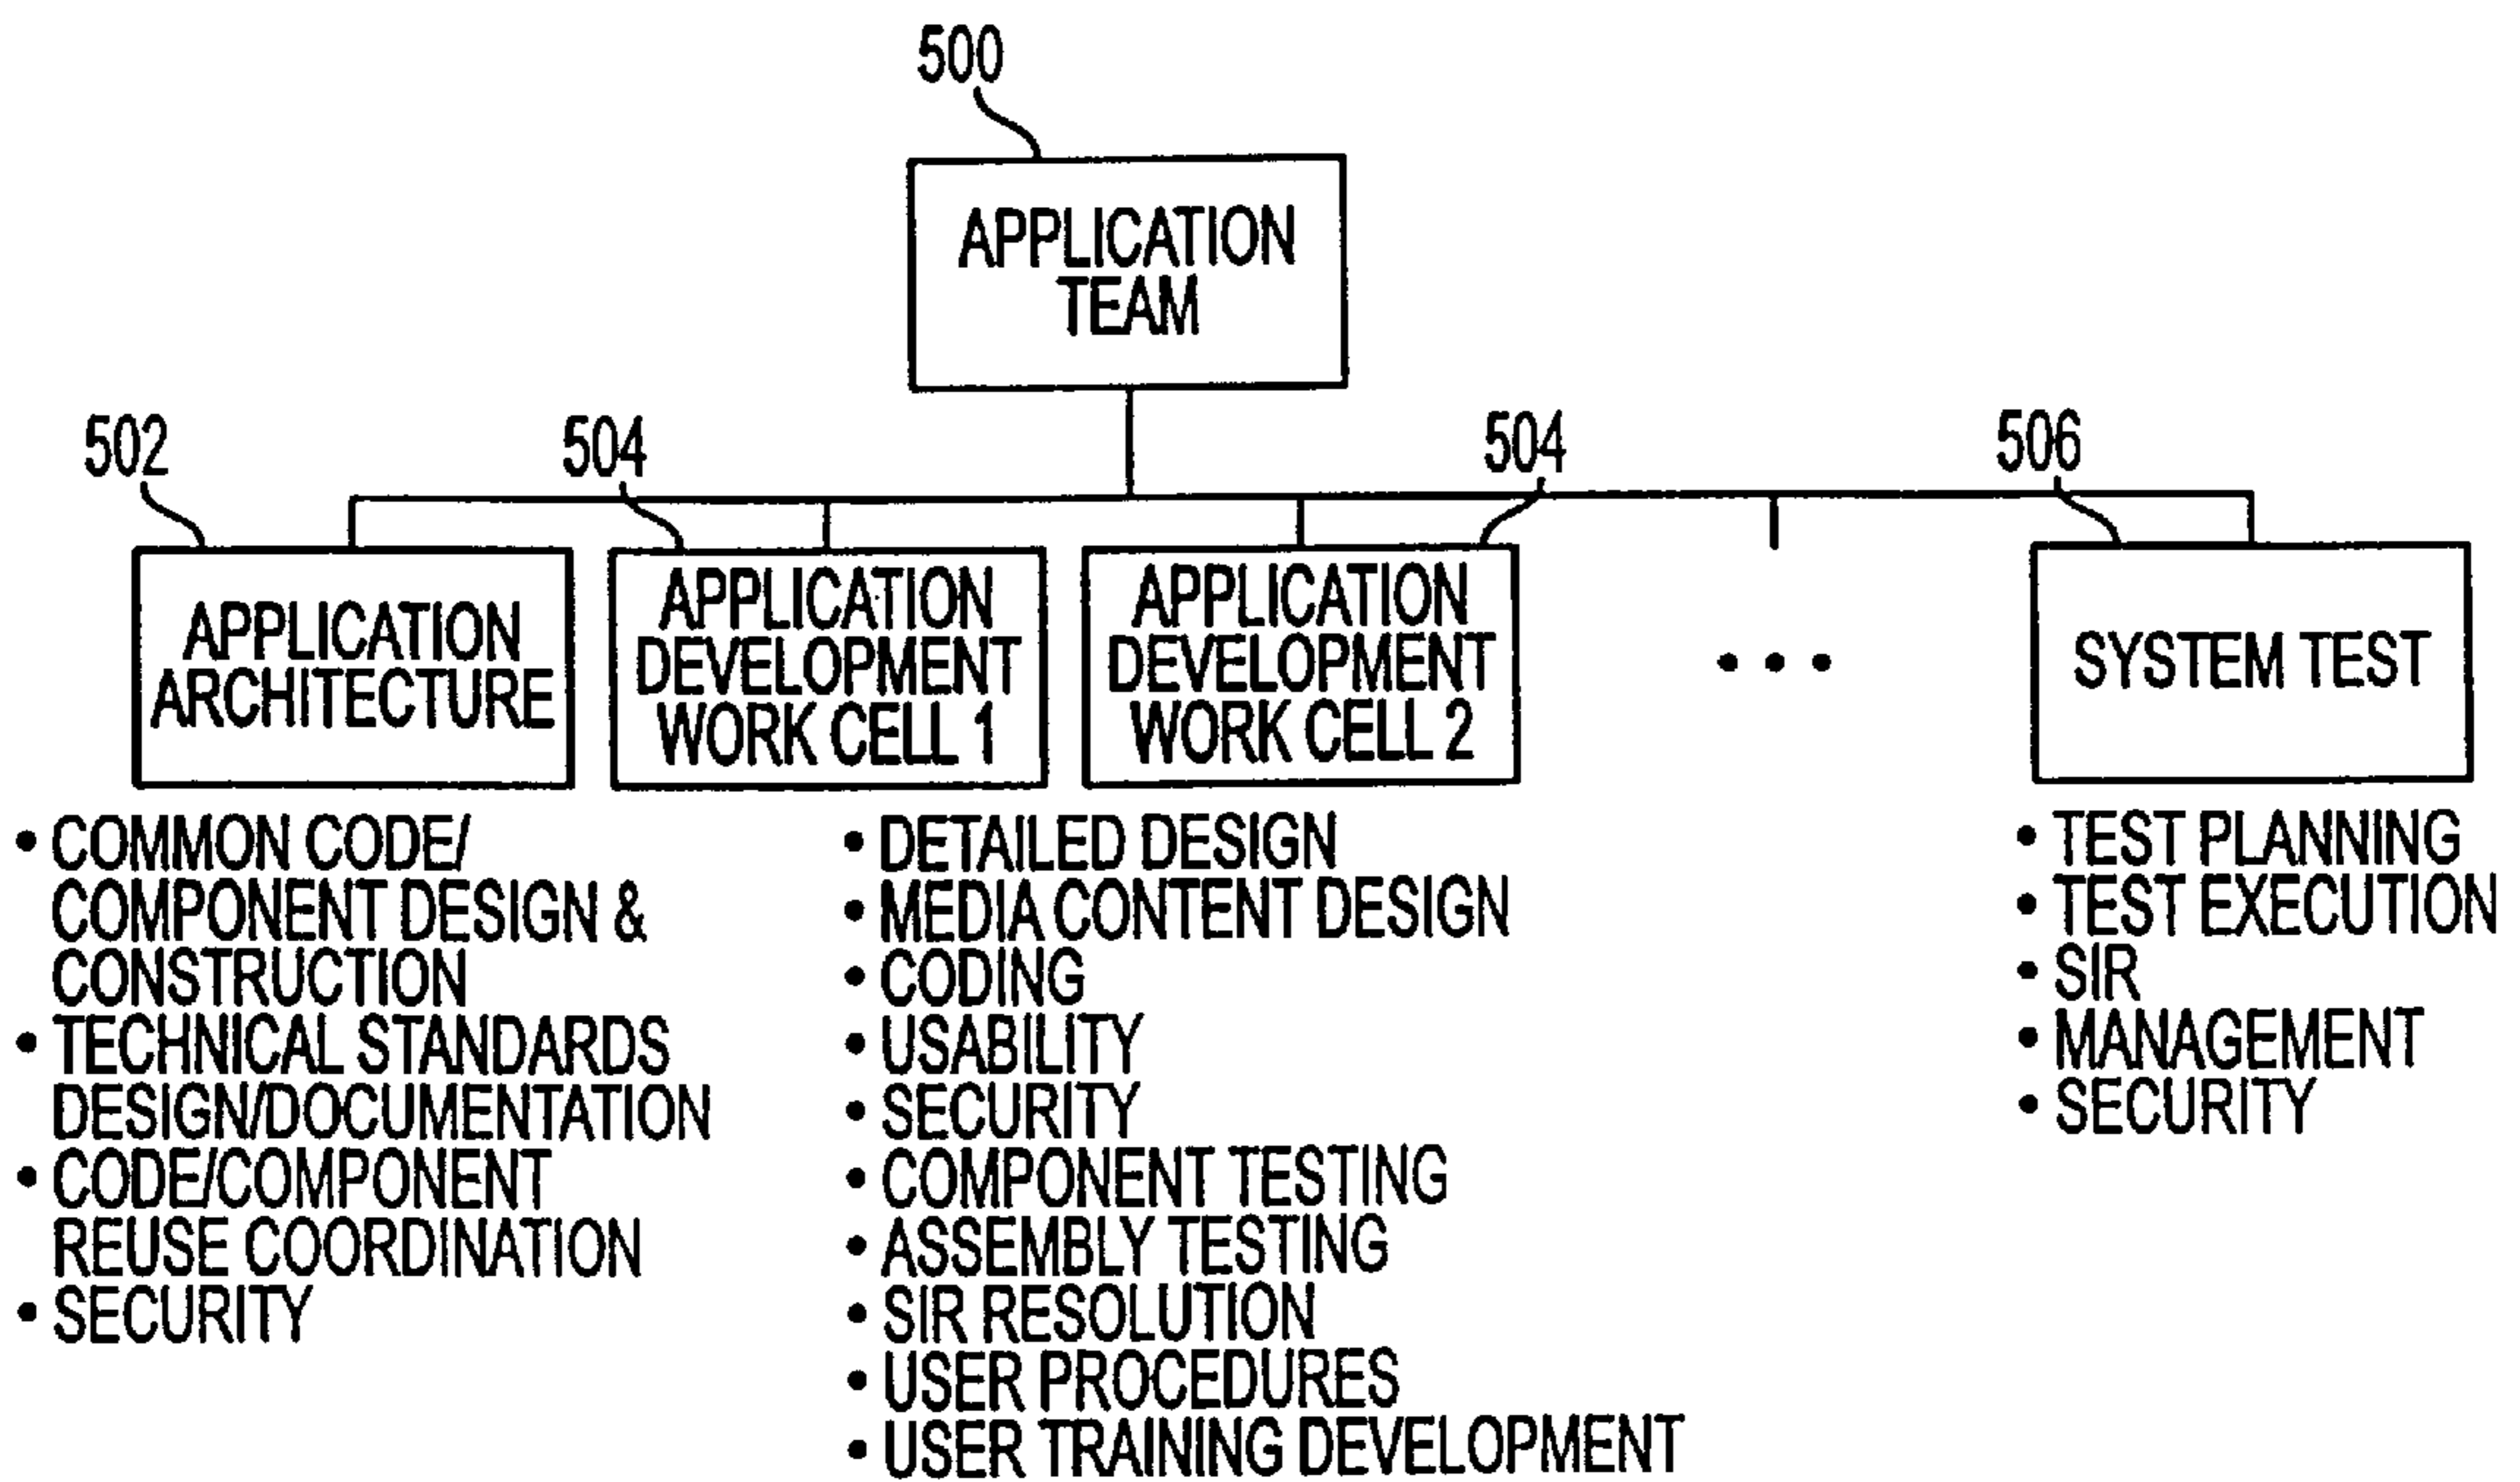 500
APPLICATION
TEAM
502
504
504
506
APPLICATION
ARCHITECTURE
APPLICATION
DEVELOPMENT
WORK CELL 1
APPLICATION
DEVELOPMENT
WORK CELL 2
• • •
SYSTEM TEST
• COMMON CODE/
COMPONENT DESIGN &
CONSTRUCTION
• TECHNICAL STANDARDS
DESIGN/DOCUMENTATION
• CODE/COMPONENT
REUSE COORDINATION
• SECURITY
• DETAILED DESIGN
• MEDIA CONTENT DESIGN
• CODING
• USABILITY
• SECURITY
• COMPONENT TESTING
• ASSEMBLY TESTING
• SIR RESOLUTION
• USER PROCEDURES
• USER TRAINING DEVELOPMENT
• TEST PLANNING
• TEST EXECUTION
• SIR
• MANAGEMENT
• SECURITY